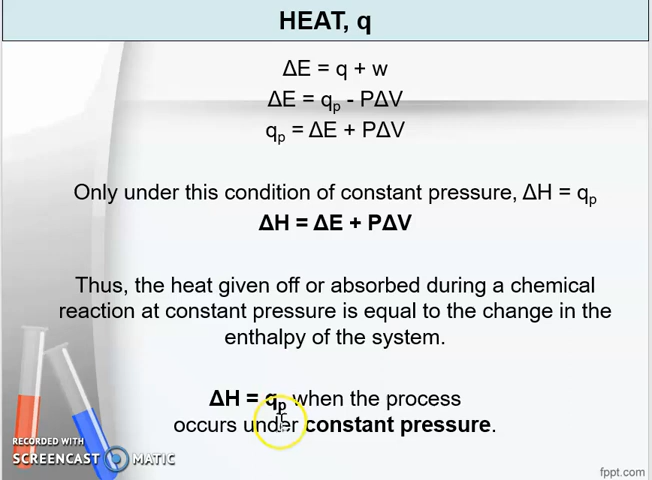 HEAT, q
ΔE = q + w
ΔE = qₚ - PΔV
qₚ = ΔE + PΔV
Only under this condition of constant pressure, ΔH = qₚ
ΔH = ΔE + PΔV
Thus, the heat given off or absorbed during a chemical
reaction at constant pressure is equal to the change in the
enthalpy of the system.
ΔH = qₚ when the process
occurs under constant pressure.
RECORDED WITH
SCREENCAST MATIC
fppt.com